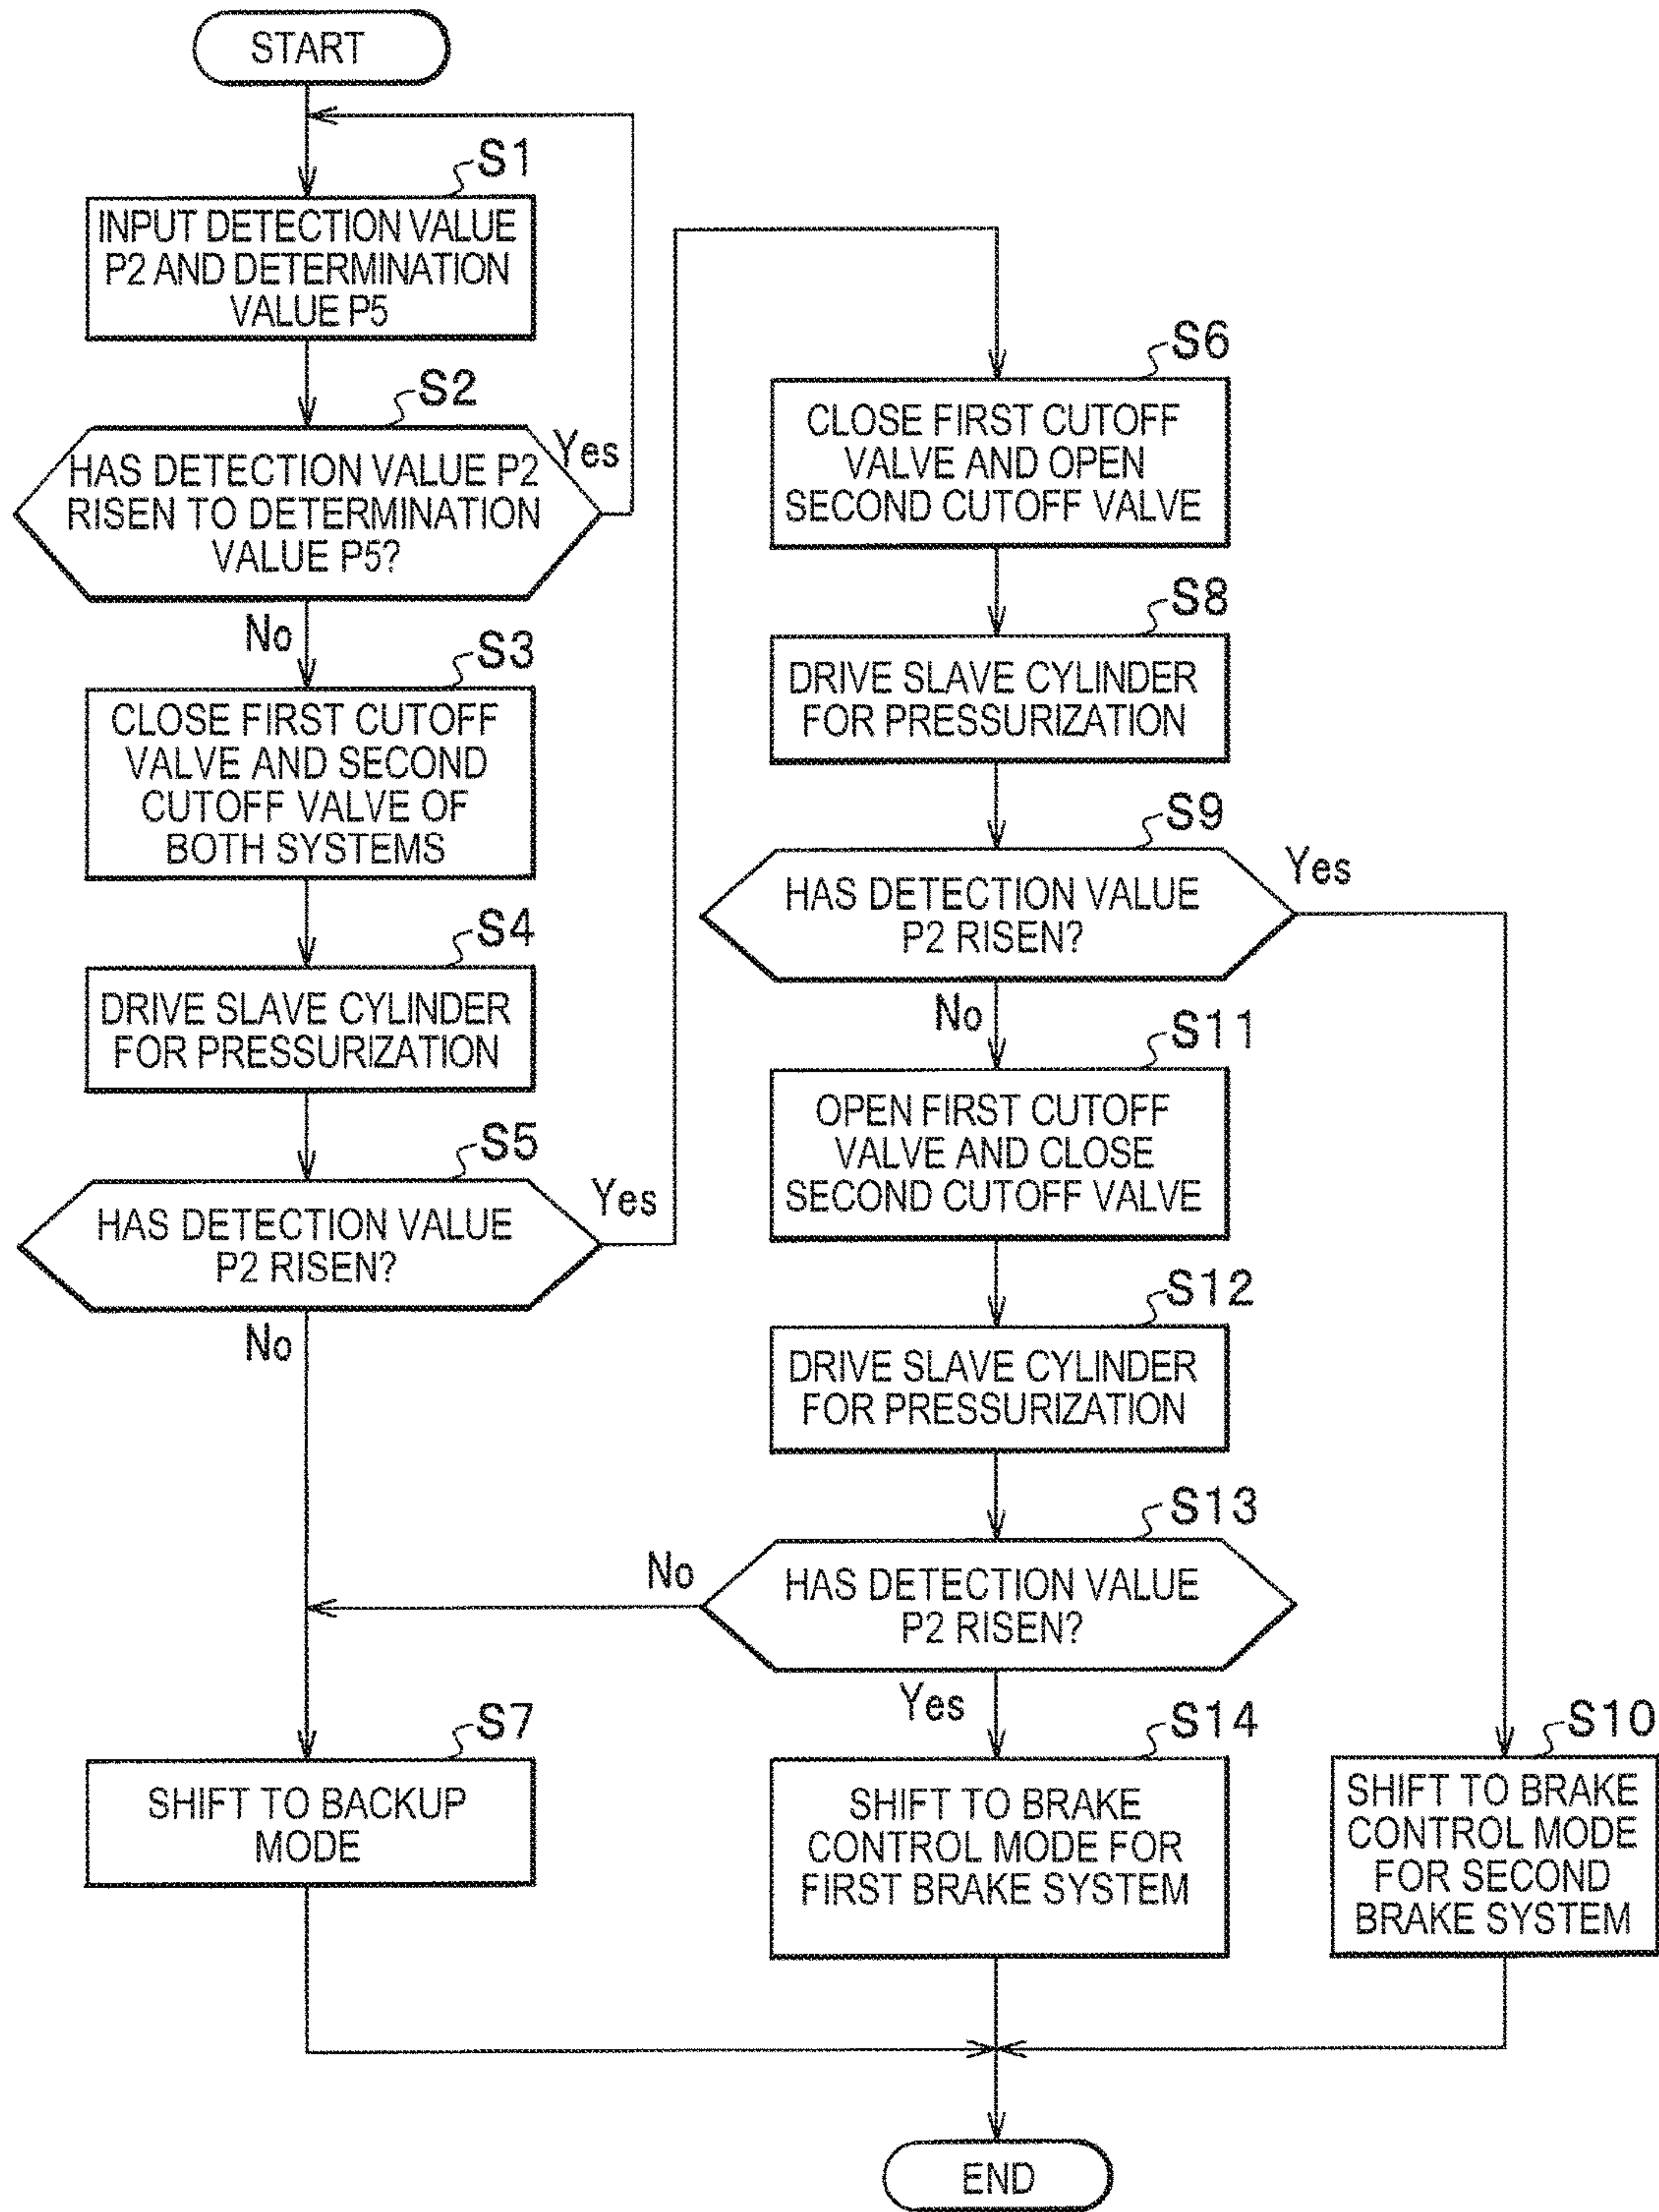 START
S1
INPUT DETECTION VALUE
P2 AND DETERMINATION
VALUE P5
S2
HAS DETECTION VALUE P2
RISEN TO DETERMINATION
VALUE P5?
Yes
No
S3
CLOSE FIRST CUTOFF
VALVE AND SECOND
CUTOFF VALVE OF
BOTH SYSTEMS
S4
DRIVE SLAVE CYLINDER
FOR PRESSURIZATION
S5
HAS DETECTION VALUE
P2 RISEN?
Yes
No
S6
CLOSE FIRST CUTOFF
VALVE AND OPEN
SECOND CUTOFF VALVE
S8
DRIVE SLAVE CYLINDER
FOR PRESSURIZATION
S9
HAS DETECTION VALUE
P2 RISEN?
Yes
No
S11
OPEN FIRST CUTOFF
VALVE AND CLOSE
SECOND CUTOFF VALVE
S12
DRIVE SLAVE CYLINDER
FOR PRESSURIZATION
S13
HAS DETECTION VALUE
P2 RISEN?
No
Yes
S7
SHIFT TO BACKUP
MODE
S14
SHIFT TO BRAKE
CONTROL MODE FOR
FIRST BRAKE SYSTEM
S10
SHIFT TO BRAKE
CONTROL MODE
FOR SECOND
BRAKE SYSTEM
END